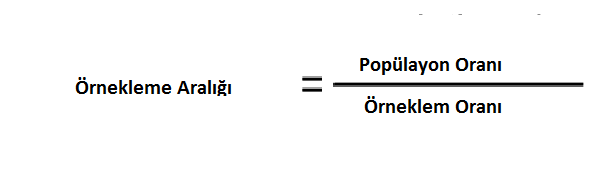 Popülayon Oranı
Örnekleme Aralığı =
Örneklem Oranı